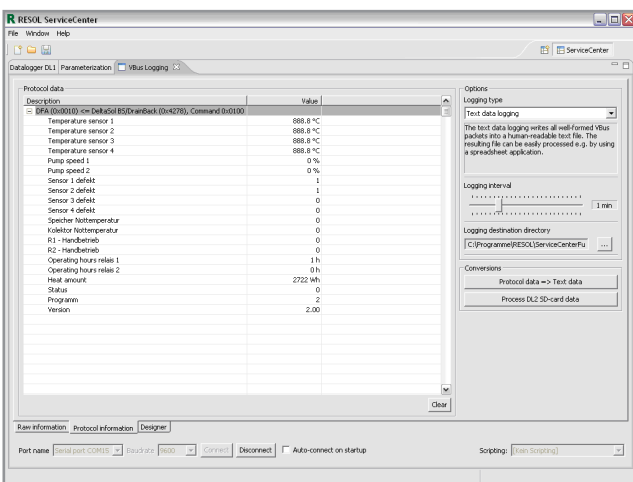 RESOL ServiceCenter
File Window Help
ServiceCenter
Datalogger DL1 Parameterization VBus Logging
Protocol data
Description Value
DFA (0x0010) <= DeltaSol BS/DrainBack (0x4278), Command 0x0100
Temperature sensor 1 888.8 °C
Temperature sensor 2 888.8 °C
Temperature sensor 3 888.8 °C
Temperature sensor 4 888.8 °C
Pump speed 1 0 %
Pump speed 2 0 %
Sensor 1 defekt 1
Sensor 2 defekt 1
Sensor 3 defekt 0
Sensor 4 defekt 0
Speicher Nottemperatur 0
Kolektor Nottemperatur 0
R1 - Handbetrieb 0
R2 - Handbetrieb 0
Operating hours relais 1 1 h
Operating hours relais 2 0 h
Heat amount 2722 Wh
Status 0
Programm 2
Version 2.00
Clear
Options
Logging type
Text data logging
The text data logging writes all well-formed VBus
packets into a human-readable text file. The
resulting file can be easily processed e.g. by using
a spreadsheet application.
Logging interval
1 min
Logging destination directory
C:\Programme\RESOL\ServiceCenterFu ...
Conversions
Protocol data => Text data
Process DL2 SD-card data
Raw information Protocol information Designer
Port name Serial port COM15 Baudrate 9600 Connect Disconnect Auto-connect on startup Scripting: [Kein Scripting]